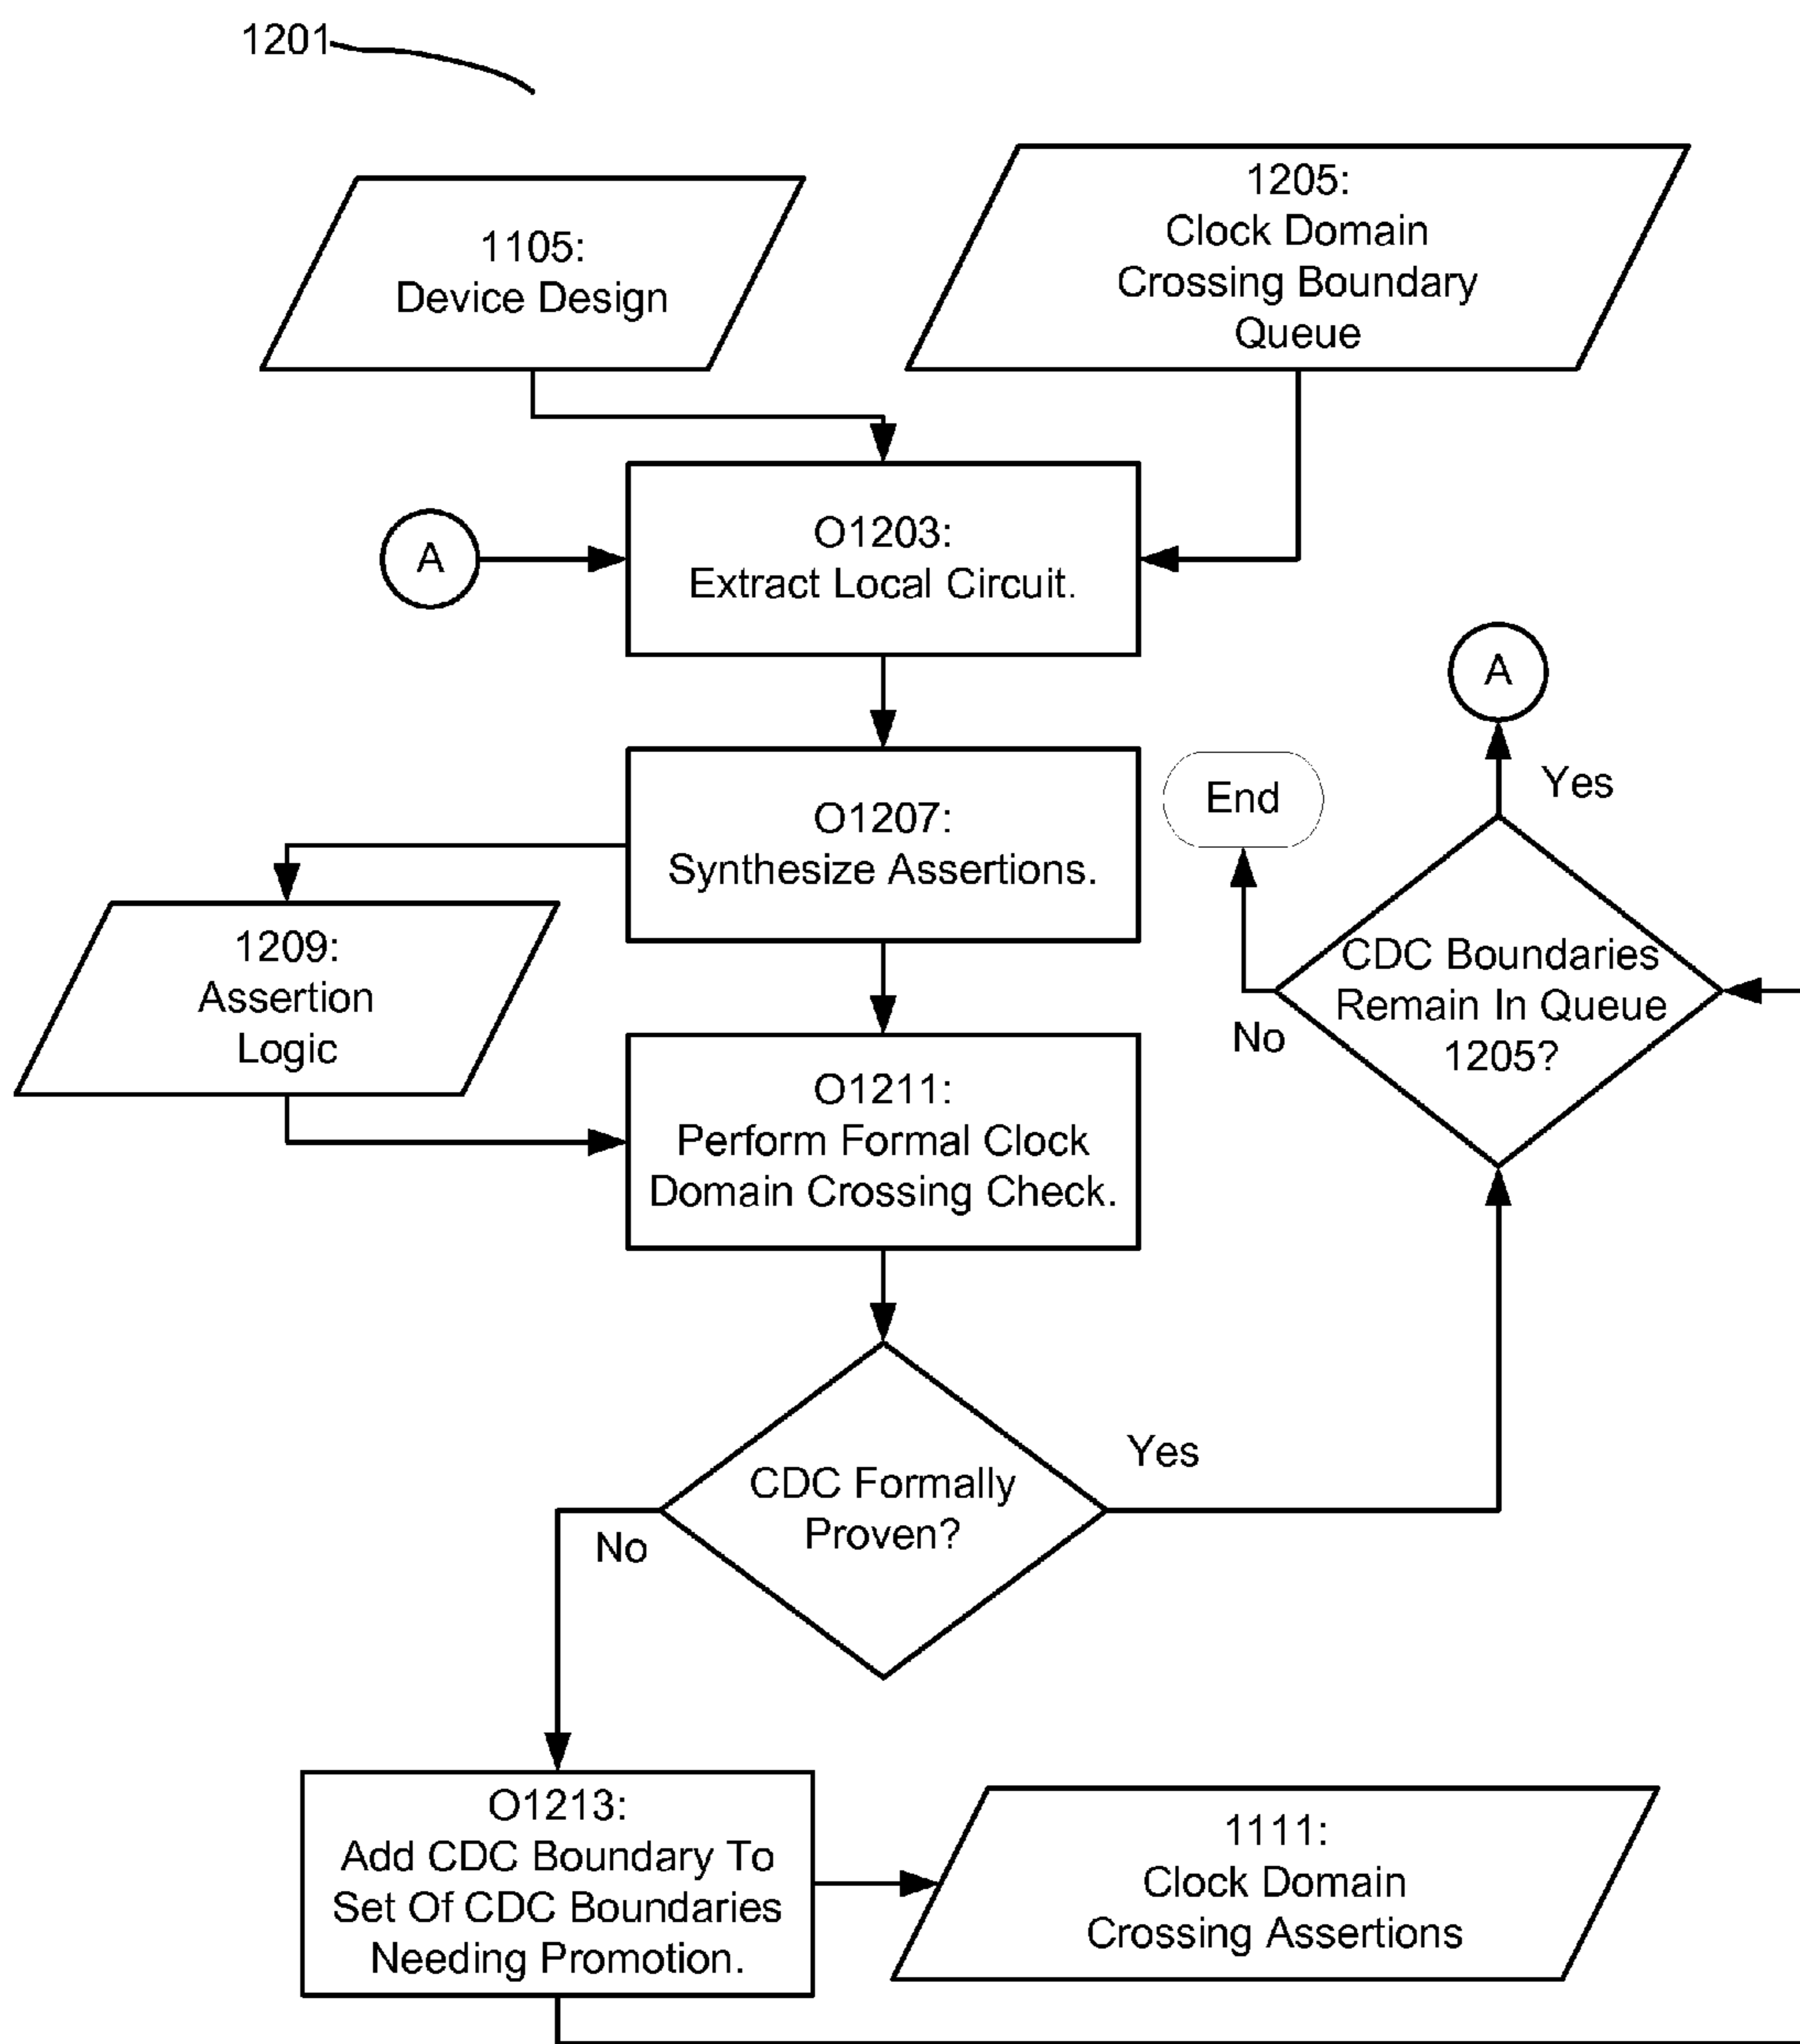 1201
1105:
Device Design
1205:
Clock Domain
Crossing Boundary
Queue
A
O1203:
Extract Local Circuit.
A
Yes
End
O1207:
Synthesize Assertions.
CDC Boundaries
Remain In Queue
1205?
No
1209:
Assertion
Logic
O1211:
Perform Formal Clock
Domain Crossing Check.
CDC Formally
Proven?
Yes
No
O1213:
Add CDC Boundary To
Set Of CDC Boundaries
Needing Promotion.
1111:
Clock Domain
Crossing Assertions